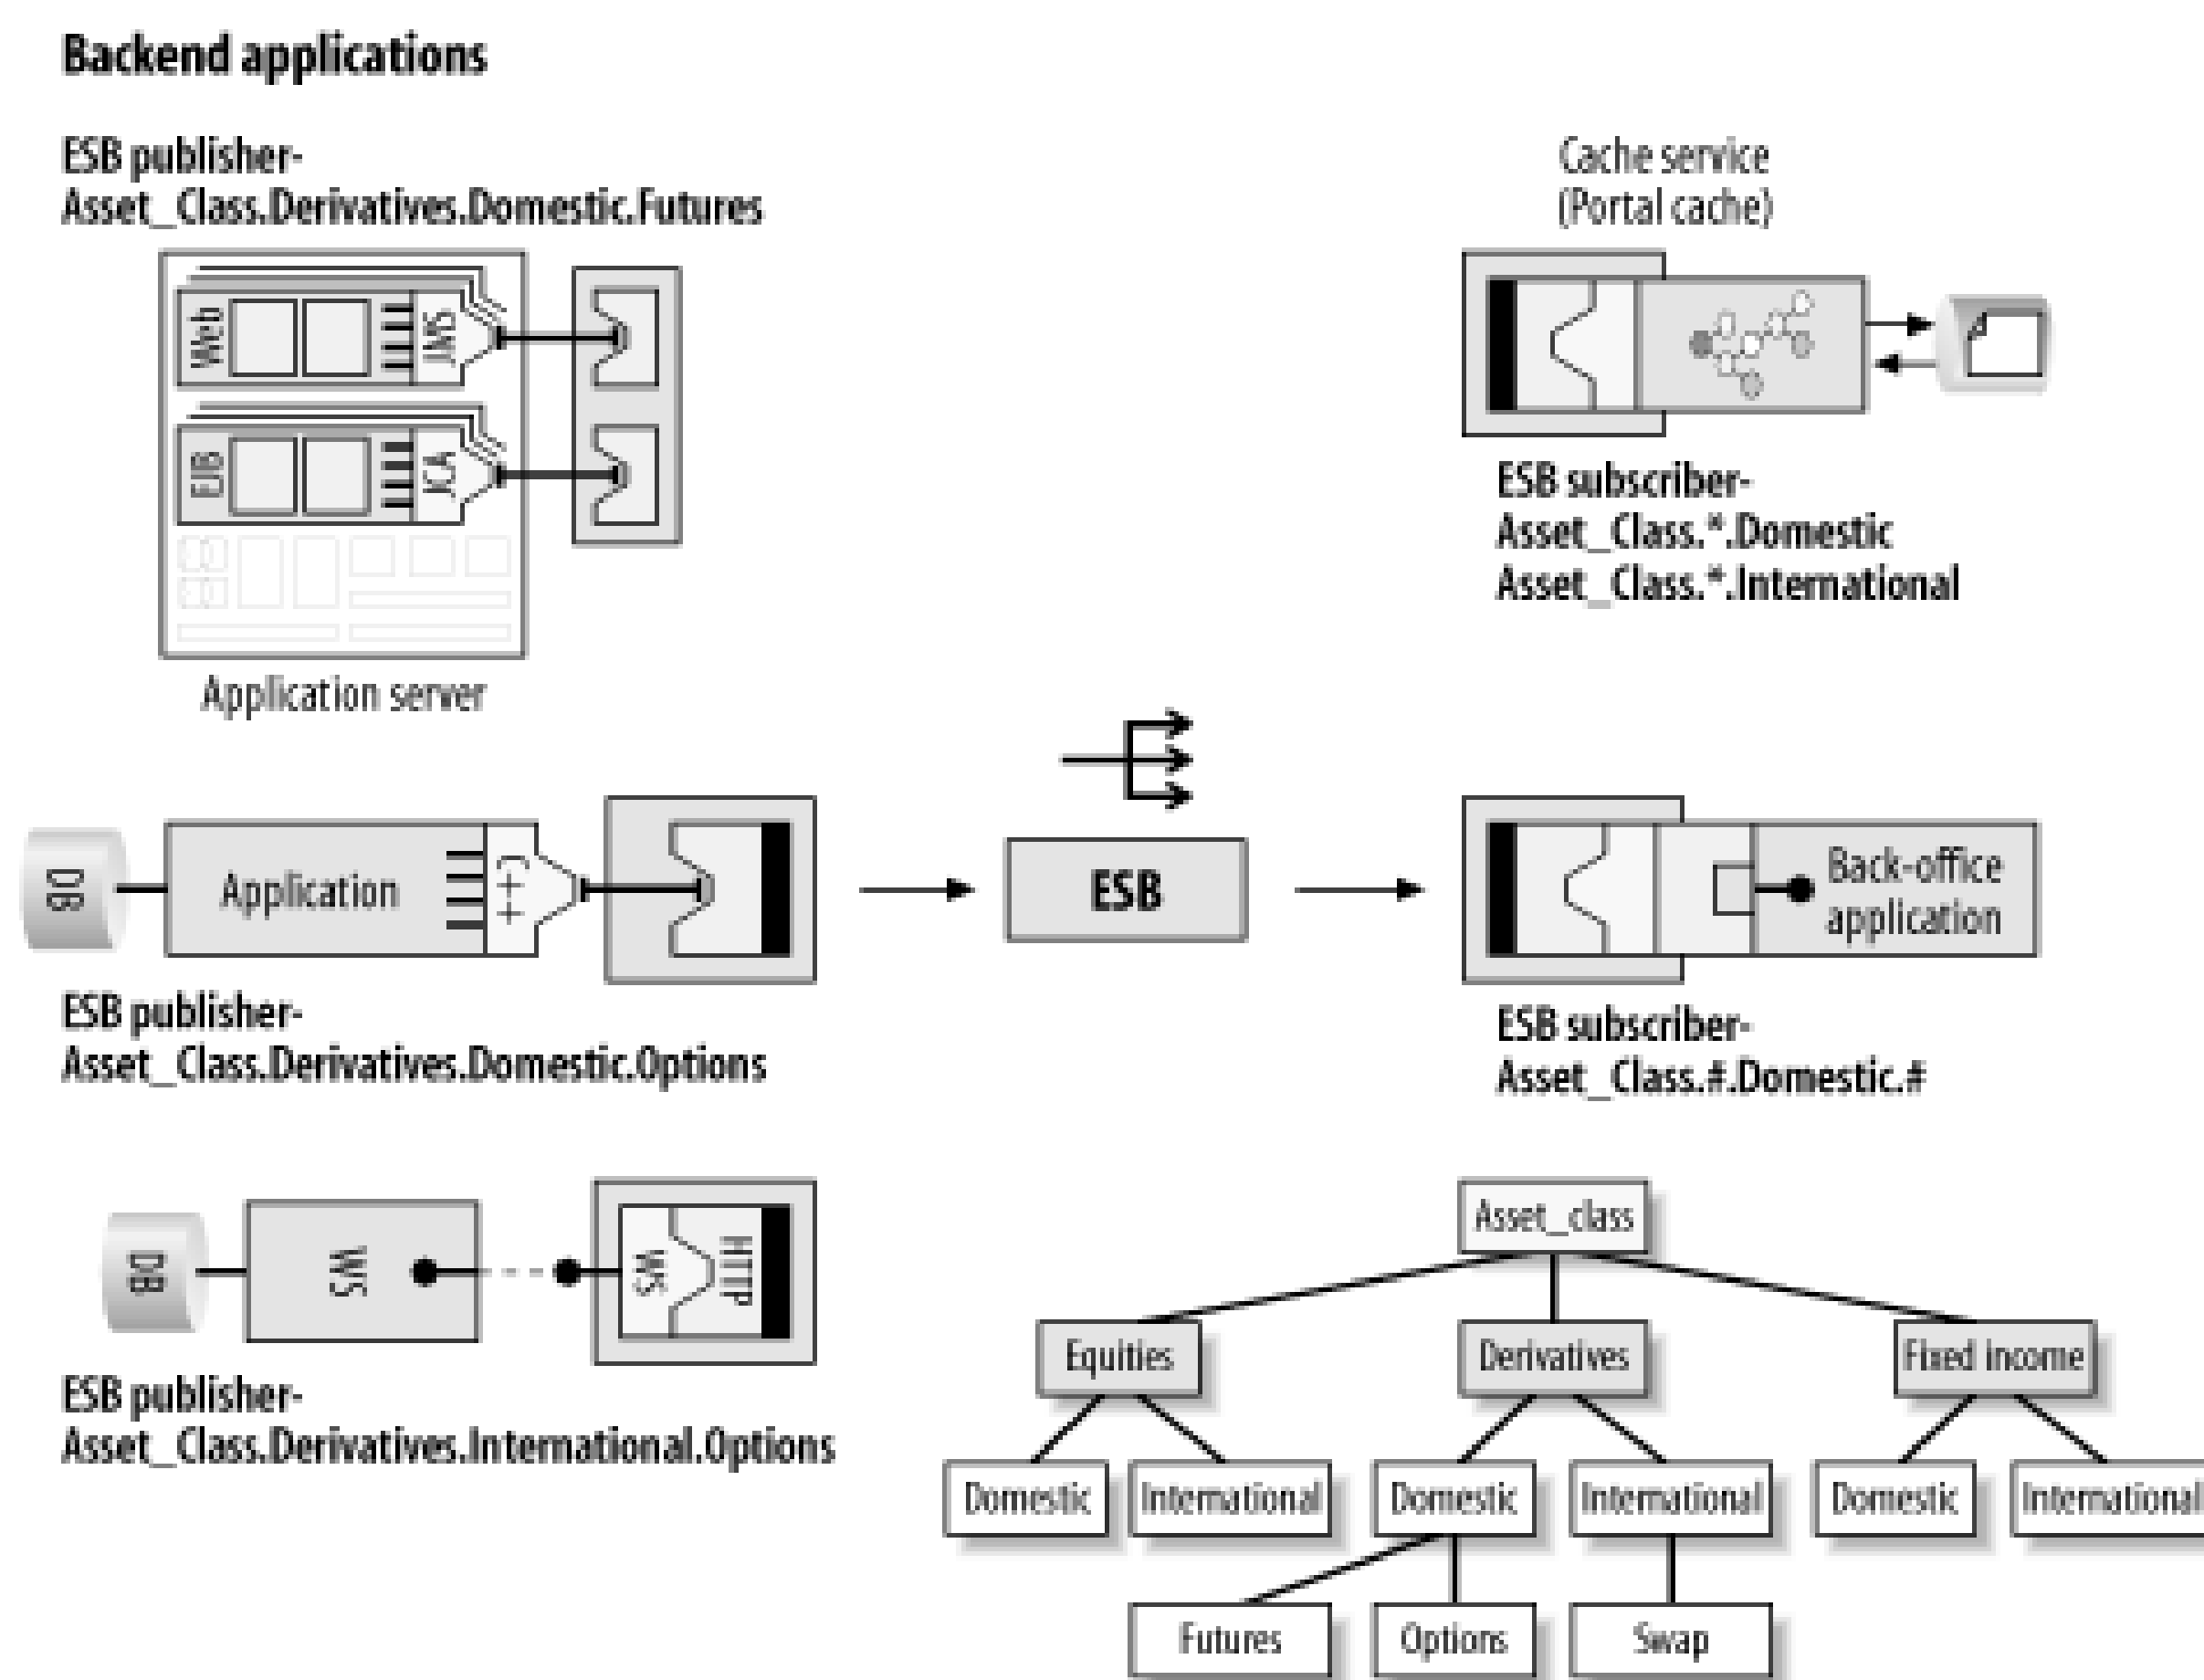 Backend applications
ESB publisher-
Asset_Class.Derivatives.Domestic.Futures
Web
JMS
EJB
JCA
Application server
Cache service
(Portal cache)
ESB subscriber-
Asset_Class.*.Domestic
Asset_Class.*.International
DB
Application
C++
ESB publisher-
Asset_Class.Derivatives.Domestic.Options
ESB
Back-office
application
ESB subscriber-
Asset_Class.#.Domestic.#
DB
WS
WS
HTTP
ESB publisher-
Asset_Class.Derivatives.International.Options
Asset_class
Equities
Derivatives
Fixed income
Domestic
International
Domestic
International
Domestic
International
Futures
Options
Swap